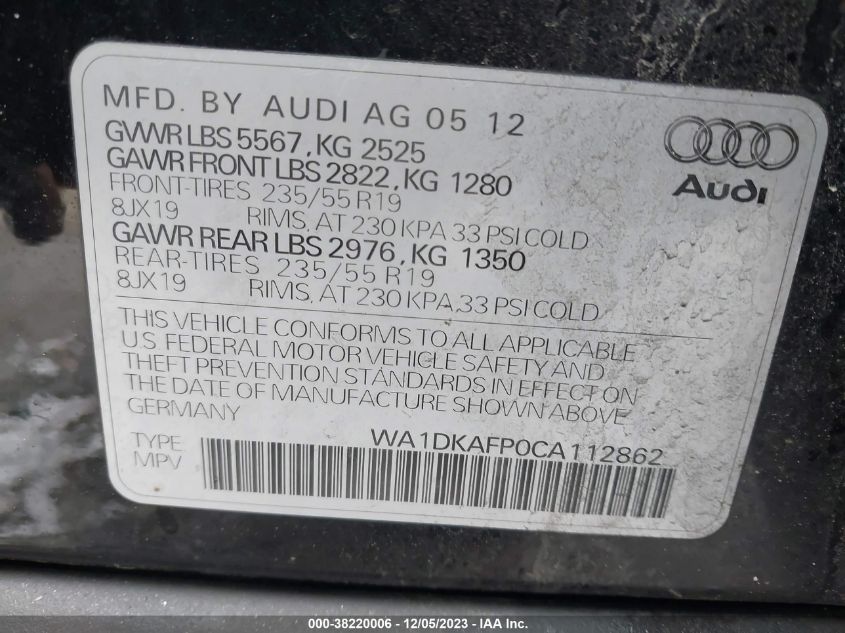 MFD. BY AUDI AG 05 12
GVWR LBS 5567, KG 2525
GAWR FRONT LBS 2822, KG 1280
FRONT-TIRES 235/55 R19
8JX19 RIMS, AT 230 KPA 33 PSI COLD
GAWR REAR LBS 2976, KG 1350
REAR-TIRES 235/55 R19
8JX19 RIMS, AT 230 KPA 33 PSI COLD
Audi
THIS VEHICLE CONFORMS TO ALL APPLICABLE
U.S. FEDERAL MOTOR VEHICLE SAFETY AND
THEFT PREVENTION STANDARDS IN EFFECT ON
THE DATE OF MANUFACTURE SHOWN ABOVE
GERMANY
WA1DKAFP0CA112862
TYPE
MPV
000-38220006 - 12/05/2023 - IAA Inc.